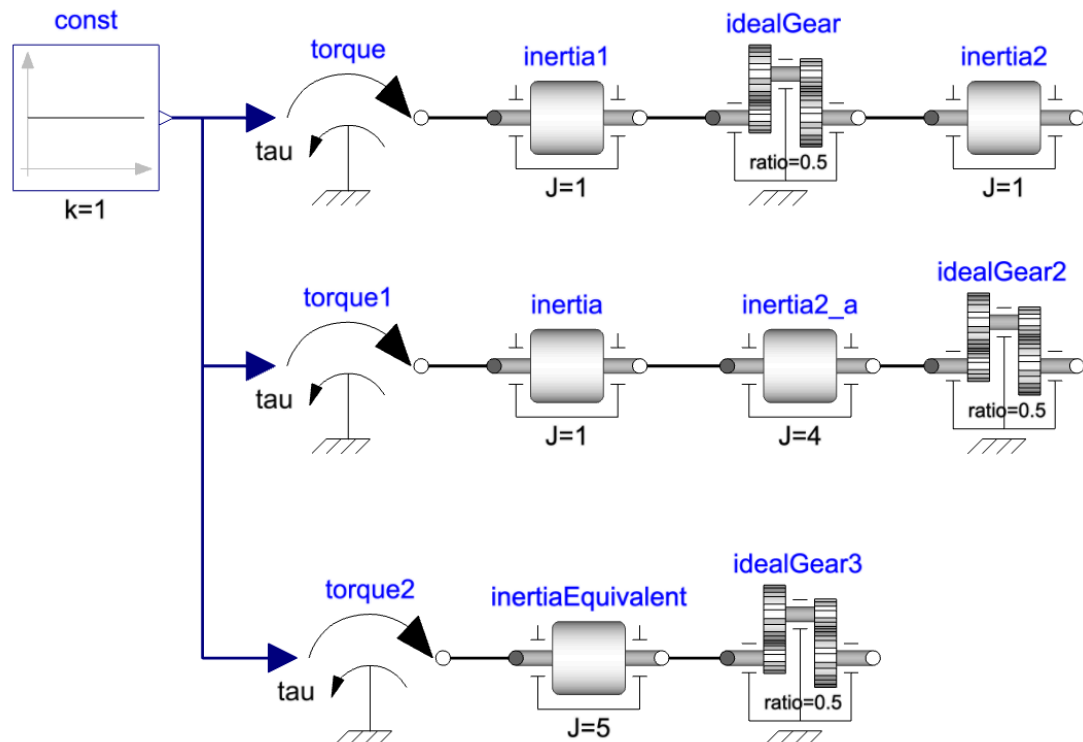 const
torque
inertia1
idealGear
inertia2
tau
ratio=0.5
k=1
J=1
J=1
torque1
inertia
inertia2_a
idealGear2
tau
ratio=0.5
J=1
J=4
torque2
inertiaEquivalent
idealGear3
tau
ratio=0.5
J=5